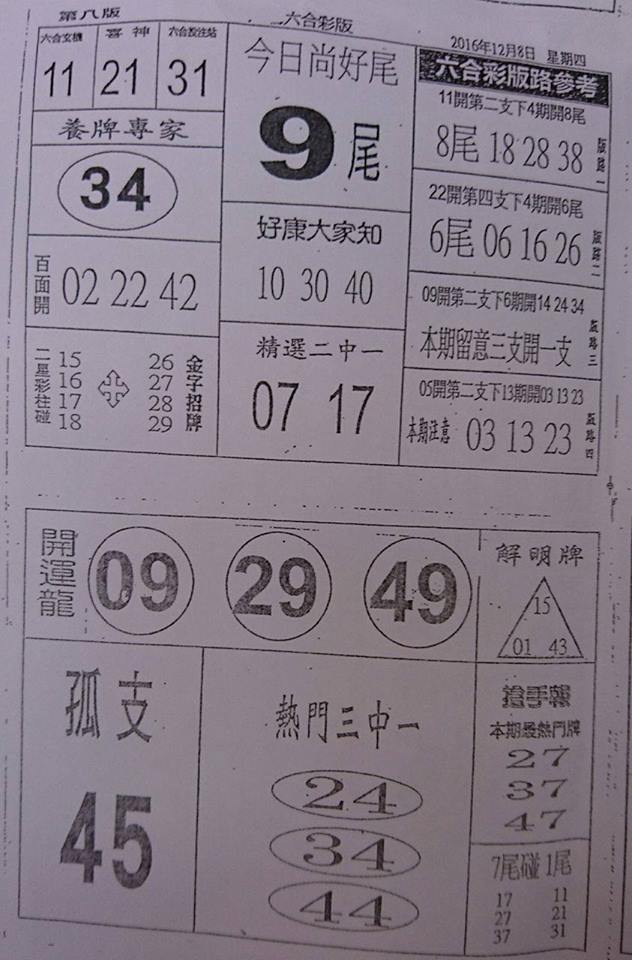 第八版
六合彩版
2016年12月8日 星期四
六合玄機
11
喜神
21
六合投注站
31
養牌專家
34
百面開
02 22 42
二星彩柱碰
15 26
16 27
17 28
18 29
金字招牌
今日尚好尾
9尾
好康大家知
10 30 40
精選二中一
07 17
六合彩版路參考
11開第二支下4期開8尾
8尾 18 28 38
版路一
22開第四支下4期開6尾
6尾 06 16 26
版路二
09開第二支下6期開14 24 34
本期留意三支開一支
版路三
05開第二支下13期開03 13 23
本期注意 03 13 23
版路四
開運龍
09 29 49
解明牌
15
01 43
孤支
45
熱門三中一
24
34
44
搶手報
本期最熱門牌
27
37
47
7尾碰1尾
17 11
27 21
37 31